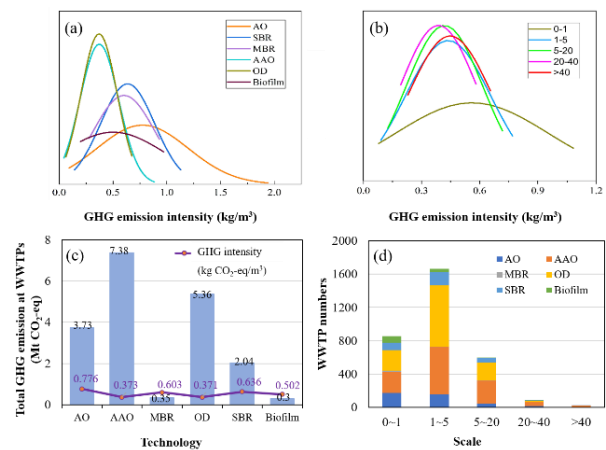 (a)
AO
SBR
MBR
AAO
OD
Biofilm
0.0 0.5 1.0 1.5 2.0
GHG emission intensity (kg/m³)
(b)
0-1
1-5
5-20
20-40
>40
0.0 0.3 0.6 0.9 1.2
GHG emission intensity (kg/m³)
Total GHG emission at WWTPs
(Mt CO₂-eq)
8
6
4
2
0
(c)
GHG intensity
(kg CO₂-eq/m³)
3.73 7.38 0.35 5.36 2.04 0.3
0.776 0.373 0.603 0.371 0.636 0.502
AO AAO MBR OD SBR Biofilm
Technology
WWTP numbers
2000
1600
1200
800
400
0
(d)
AO AAO
MBR OD
SBR Biofilm
0~1 1~5 5~20 20~40 >40
Scale